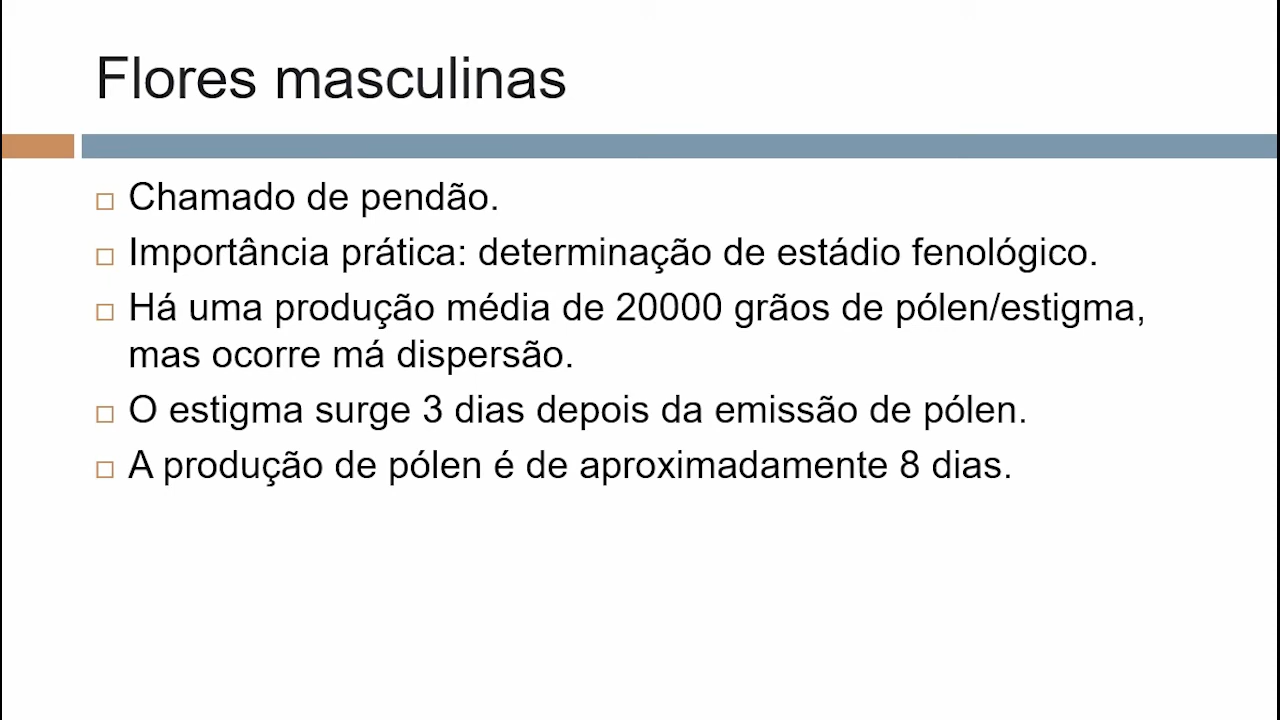 Flores masculinas
Chamado de pendão.
Importância prática: determinação de estádio fenológico.
Há uma produção média de 20000 grãos de pólen/estigma,
mas ocorre má dispersão.
O estigma surge 3 dias depois da emissão de pólen.
A produção de pólen é de aproximadamente 8 dias.